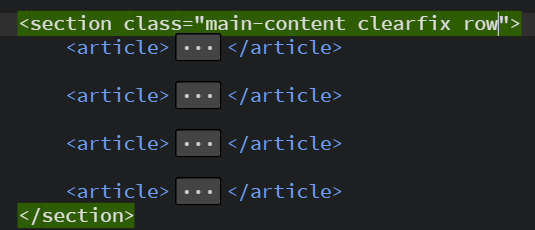 <section class="main-content clearfix row">
<article> ... </article>
<article> ... </article>
<article> ... </article>
<article> ... </article>
</section>